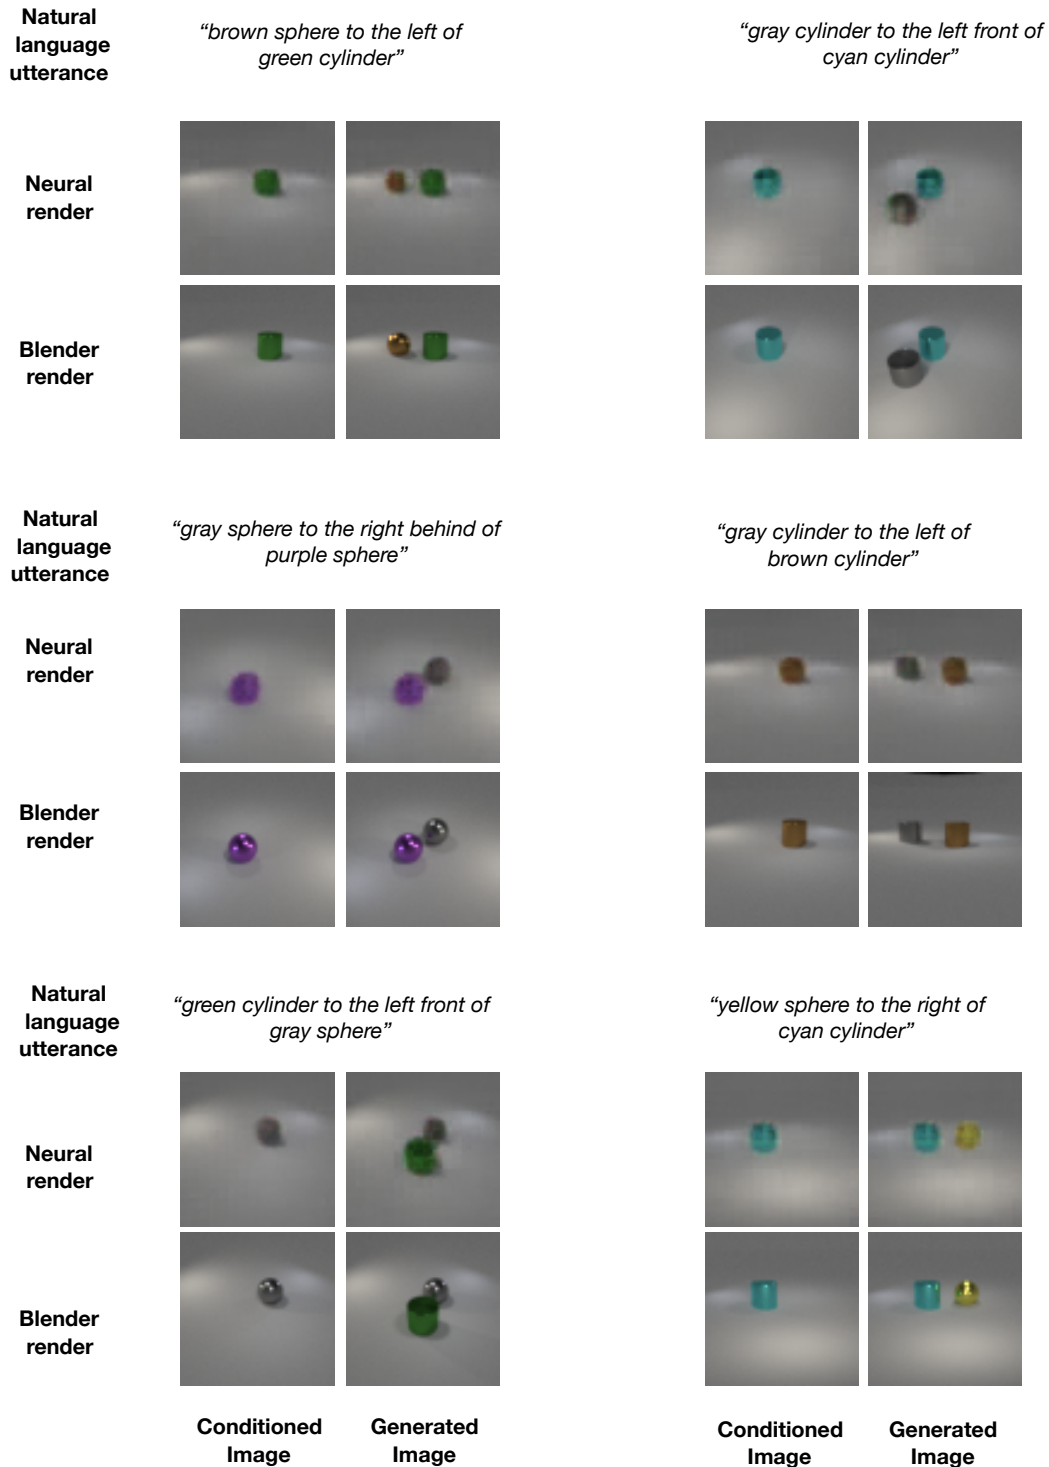 Natural
language
utterance
“brown sphere to the left of
green cylinder”
“gray cylinder to the left front of
cyan cylinder”
Neural
render
Blender
render
Natural
language
utterance
“gray sphere to the right behind of
purple sphere”
“gray cylinder to the left of
brown cylinder”
Neural
render
Blender
render
Natural
language
utterance
“green cylinder to the left front of
gray sphere”
“yellow sphere to the right of
cyan cylinder”
Neural
render
Blender
render
Conditioned
Image
Generated
Image
Conditioned
Image
Generated
Image